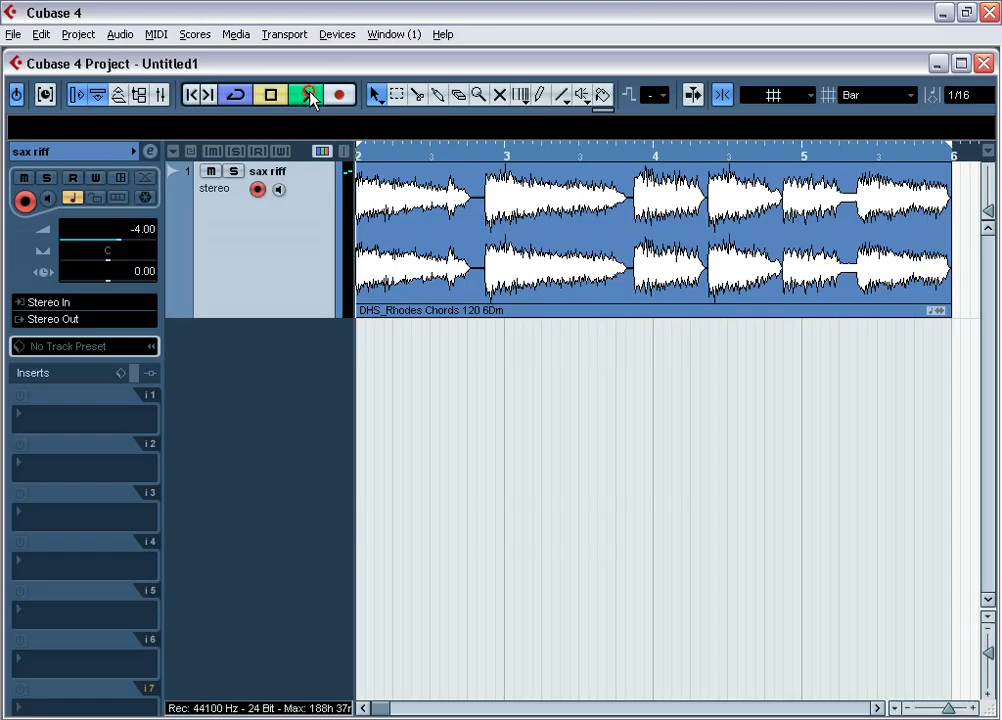 Cubase 4
File Edit Project Audio MIDI Scores Media Transport Devices Window (1) Help
Cubase 4 Project - Untitled1
- Bar 1/16
sax riff e
2 3 3 3 4 3 5 3 6
M S R W
1 m S sax riff
stereo
-4.00
C
0.00
Stereo In
Stereo Out
DHS_Rhodes Chords 120 6Dm
No Track Preset
Inserts
i 1
i 2
i 3
i 4
i 5
i 6
i 7
Rec: 44100 Hz - 24 Bit - Max: 188h 37r